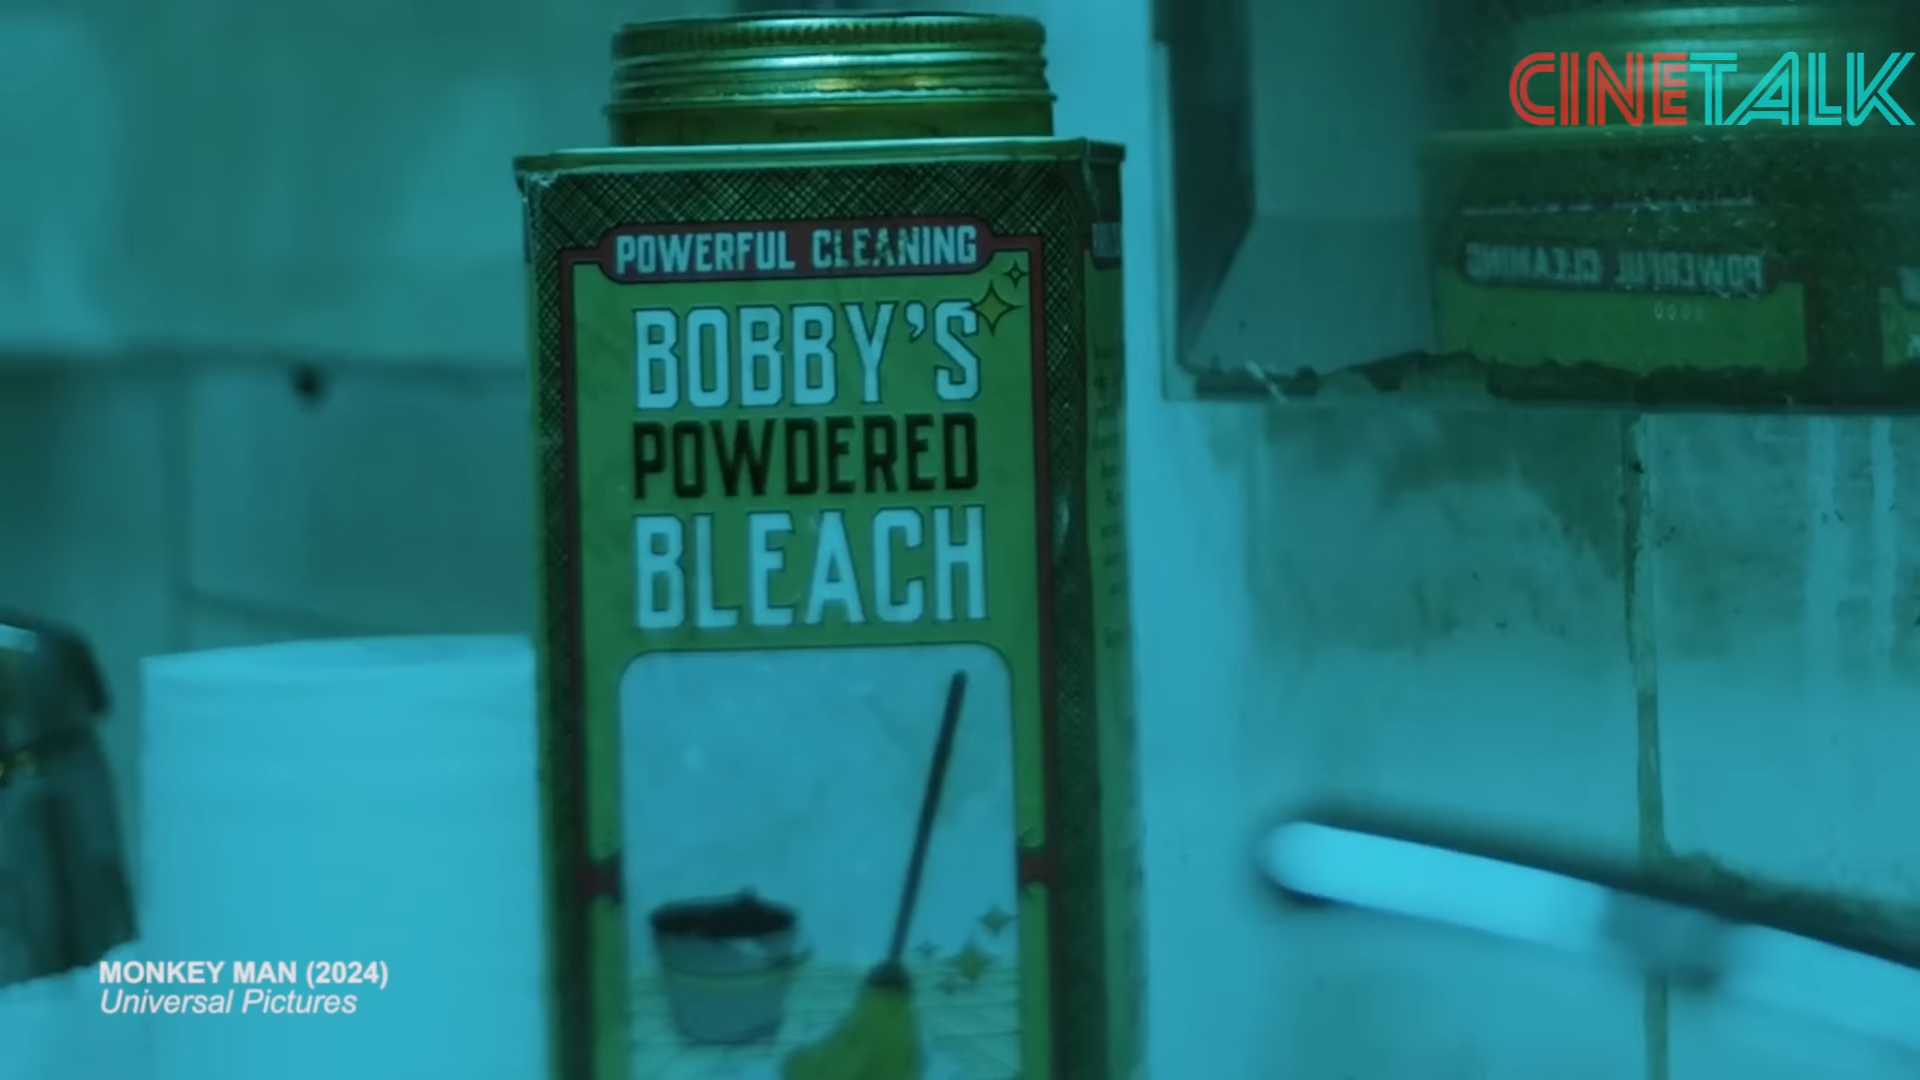 CINETALK
POWERFUL CLEANING
BOBBY'S
POWDERED
BLEACH
POWERFUL CLEANING
MONKEY MAN (2024)
Universal Pictures